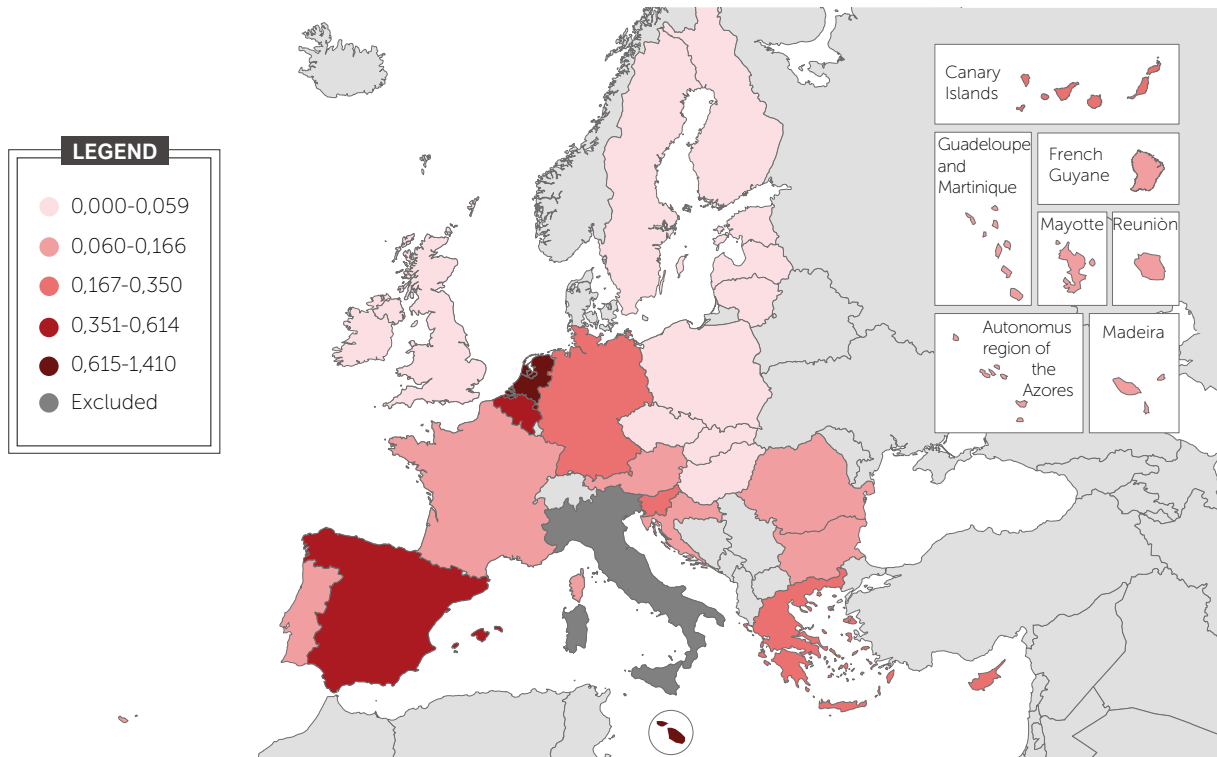 LEGEND
0,000-0,059
0,060-0,166
0,167-0,350
0,351-0,614
0,615-1,410
Excluded
Canary
Islands
Guadeloupe
and
Martinique
French
Guyane
Mayotte
Reuniòn
Autonomus
region of
the
Azores
Madeira